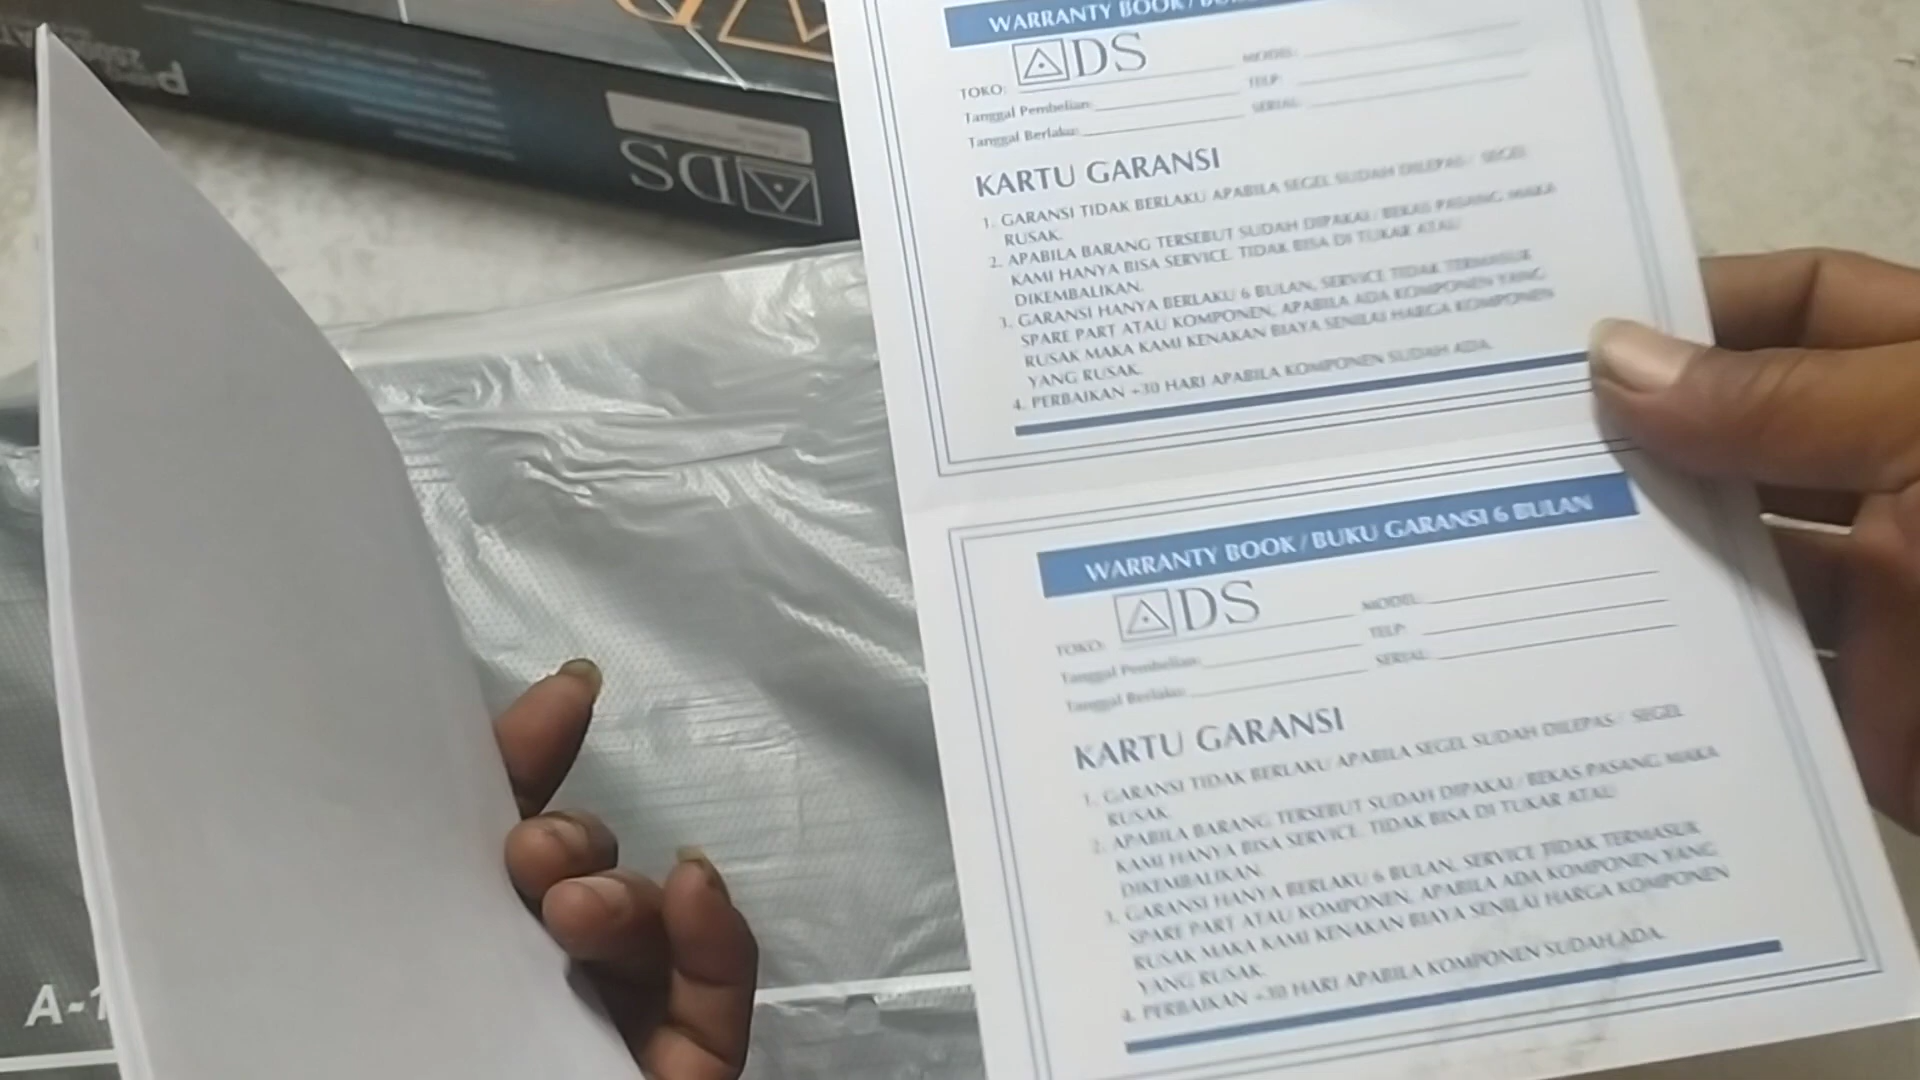 WARRANTY BOOK /
ADS
TOKO:
MODEL:
Tanggal Pembelian:
TELP:
Tanggal Berlaku:
SERIAL:
KARTU GARANSI
1. GARANSI TIDAK BERLAKU APABILA SEGEL SUDAH DILEPAS / SEGEL
RUSAK.
2. APABILA BARANG TERSEBUT SUDAH DIPAKAI / BEKAS PASANG MAKA
KAMI HANYA BISA SERVICE. TIDAK BISA DI TUKAR ATAU
DIKEMBALIKAN.
3. GARANSI HANYA BERLAKU 6 BULAN, SERVICE TIDAK TERMASUK
SPARE PART ATAU KOMPONEN, APABILA ADA KOMPONEN YANG
RUSAK MAKA KAMI KENAKAN BIAYA SENILAI HARGA KOMPONEN
YANG RUSAK.
4. PERBAIKAN +30 HARI APABILA KOMPONEN SUDAH ADA.
WARRANTY BOOK / BUKU GARANSI 6 BULAN
ADS
TOKO:
MODEL:
Tanggal Pembelian:
TELP:
Tanggal Berlaku:
SERIAL:
KARTU GARANSI
1. GARANSI TIDAK BERLAKU APABILA SEGEL SUDAH DILEPAS / SEGEL
RUSAK.
2. APABILA BARANG TERSEBUT SUDAH DIPAKAI / BEKAS PASANG MAKA
KAMI HANYA BISA SERVICE. TIDAK BISA DI TUKAR ATAU
DIKEMBALIKAN.
3. GARANSI HANYA BERLAKU 6 BULAN, SERVICE TIDAK TERMASUK
SPARE PART ATAU KOMPONEN, APABILA ADA KOMPONEN YANG
RUSAK MAKA KAMI KENAKAN BIAYA SENILAI HARGA KOMPONEN
YANG RUSAK.
4. PERBAIKAN +30 HARI APABILA KOMPONEN SUDAH ADA.
ADS
A-1